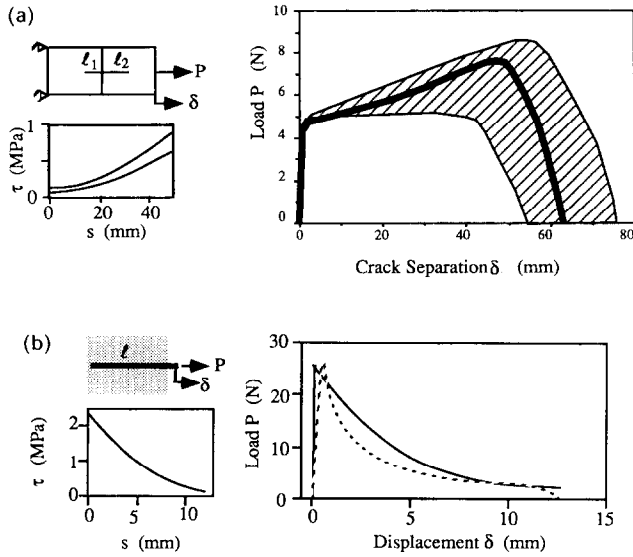 (a)
ℓ1 ℓ2
P
δ
τ (MPa)
1
0
0 20 40
s (mm)
Load P (N)
10
8
6
4
2
0
0 20 40 60 80
Crack Separation δ (mm)
(b)
ℓ
P
δ
τ (MPa)
2
1
0
0 5 10
s (mm)
Load P (N)
30
20
10
0
0 5 10 15
Displacement δ (mm)